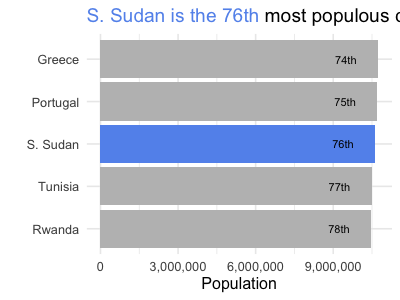 S. Sudan is the 76th most populous
Greece 74th
Portugal 75th
S. Sudan 76th
Tunisia 77th
Rwanda 78th
0 3,000,000 6,000,000 9,000,000
Population